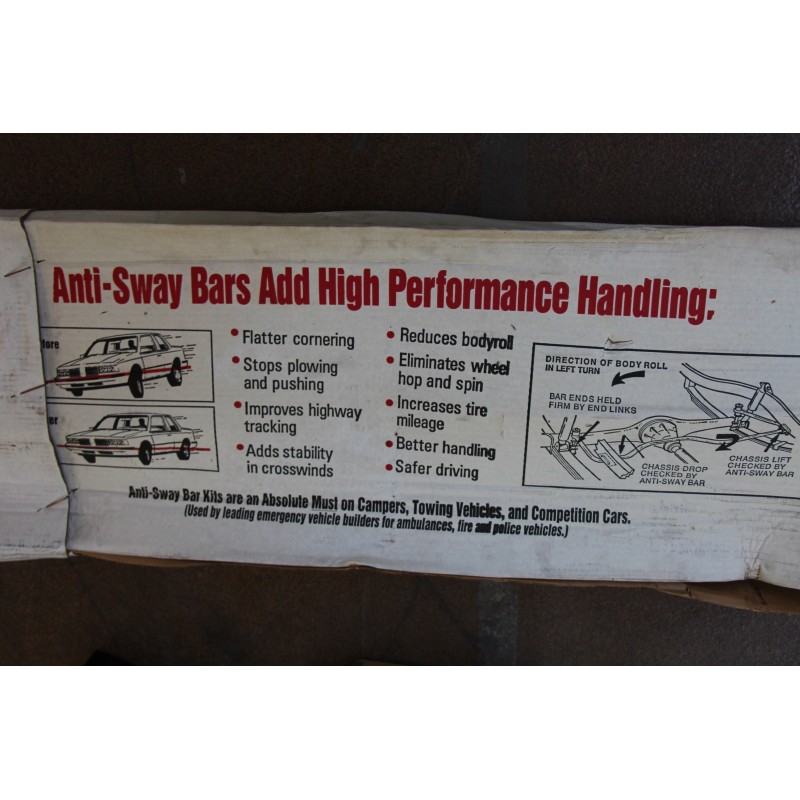 Anti-Sway Bars Add High Performance Handling:
• Flatter cornering
• Stops plowing
and pushing
• Improves highway
tracking
• Adds stability
in crosswinds
• Reduces bodyroll
• Eliminates wheel
hop and spin
• Increases tire
mileage
• Better handling
• Safer driving
DIRECTION OF BODY ROLL
IN LEFT TURN
BAR ENDS HELD
FIRM BY END LINKS
CHASSIS DROP
CHECKED BY
ANTI-SWAY BAR
CHASSIS LIFT
CHECKED BY
ANTI-SWAY BAR
Anti-Sway Bar Kits are an Absolute Must on Campers, Towing Vehicles, and Competition Cars.
(Used by leading emergency vehicle builders for ambulances, fire and police vehicles.)